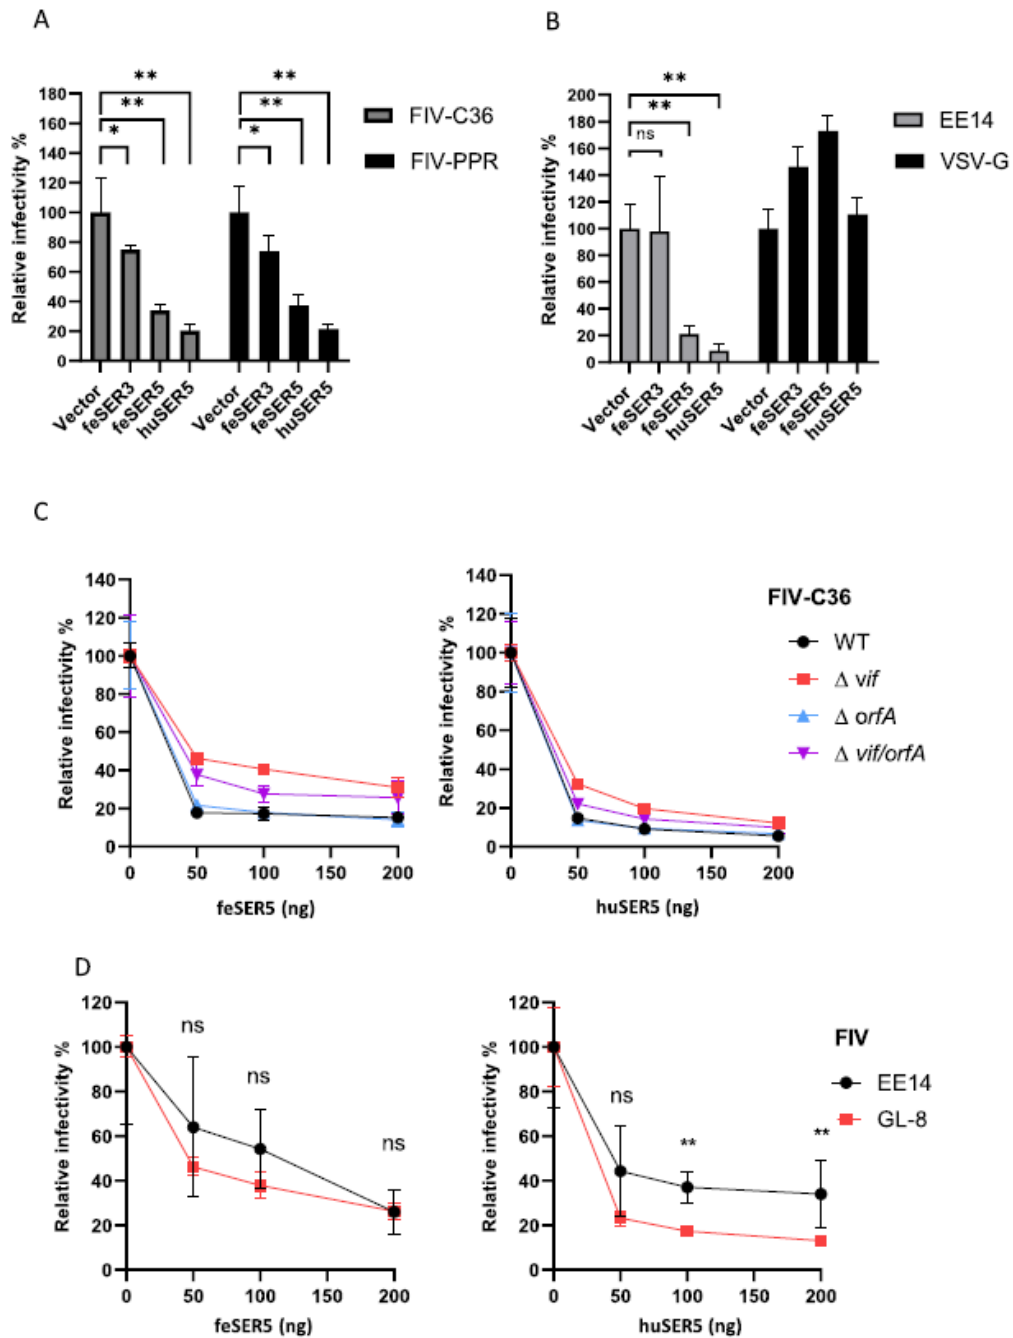 A
** **
** **
* *
180
160
140
120
100
80
60
40
20
0
Relative infectivity %
Vector
feSER3
feSER5
huSER5
Vector
feSER3
feSER5
huSER5
FIV-C36
FIV-PPR
B
**
**
ns
200
180
160
140
120
100
80
60
40
20
0
Relative infectivity %
Vector
feSER3
feSER5
huSER5
Vector
feSER3
feSER5
huSER5
EE14
VSV-G
C
140
120
100
80
60
40
20
0
Relative infectivity %
0 50 100 150 200
feSER5 (ng)
140
120
100
80
60
40
20
0
Relative infectivity %
0 50 100 150 200
huSER5 (ng)
FIV-C36
WT
Δ vif
Δ orfA
Δ vif/orfA
D
120
100
80
60
40
20
0
Relative infectivity %
ns
ns
ns
0 50 100 150 200
feSER5 (ng)
120
100
80
60
40
20
0
Relative infectivity %
ns
** **
0 50 100 150 200
huSER5 (ng)
FIV
EE14
GL-8